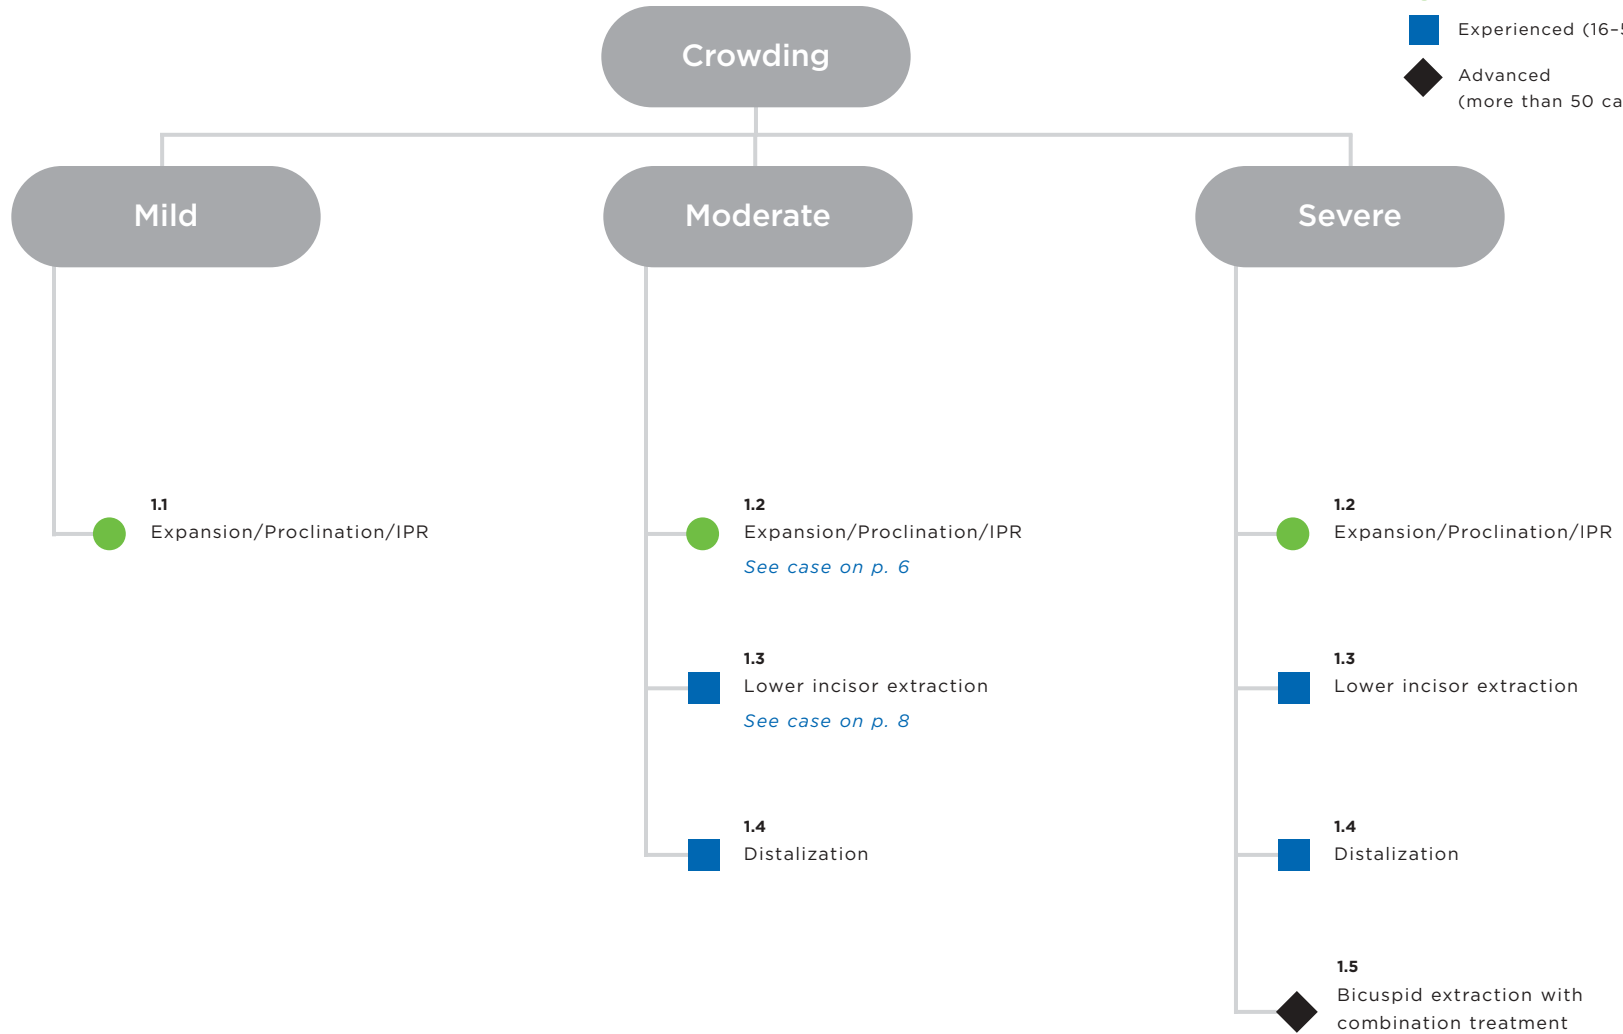 Crowding
Experienced (16–5
Advanced
(more than 50 ca
Mild
Moderate
Severe
1.1
Expansion/Proclination/IPR
1.2
Expansion/Proclination/IPR
See case on p. 6
1.3
Lower incisor extraction
See case on p. 8
1.4
Distalization
1.2
Expansion/Proclination/IPR
1.3
Lower incisor extraction
1.4
Distalization
1.5
Bicuspid extraction with
combination treatment